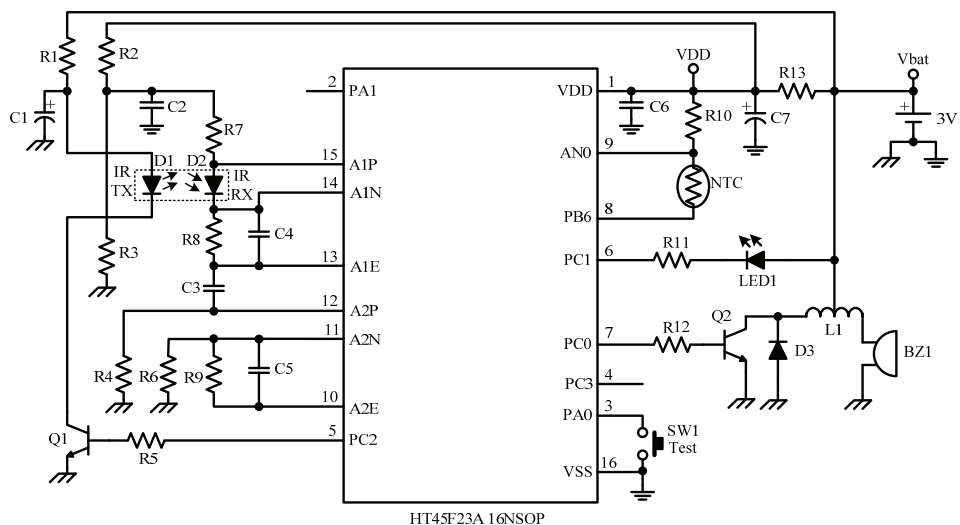 R1
R2
C1
+
C2
R7
D1
D2
IR
TX
IR
RX
R8
C4
R3
C3
R4
R6
R9
C5
Q1
R5
2
PA1
15
A1P
14
A1N
13
A1E
12
A2P
11
A2N
10
A2E
5
PC2
VDD
1
AN0
9
PB6
8
PC1
6
PC0
7
PC3
4
PA0
3
VSS
16
HT45F23A 16NSOP
VDD
C6
R10
+
C7
R13
Vbat
+
3V
NTC
R11
LED1
Q2
R12
D3
L1
BZ1
SW1
Test